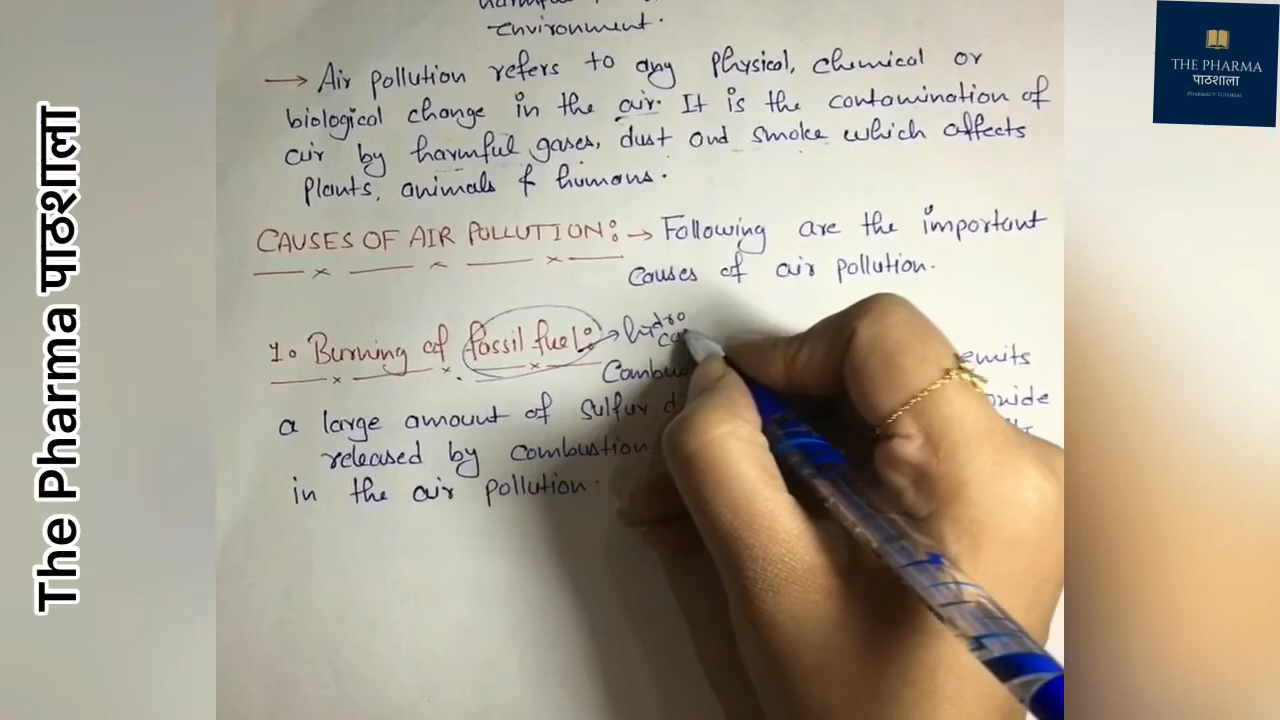 environment.
→ Air pollution refers to any physical, chemical or
biological change in the air. It is the contamination of
air by harmful gases, dust and smoke which affects
plants, animals & humans.
CAUSES OF AIR POLLUTION:→ Following are the important
causes of air pollution.
1. Burning of fossil fuel: → hydro
emits
a large amount of sulfur
released by combustion
in the air pollution.
The Pharma पाठशाला
THE PHARMA
पाठशाला
PHARMACY TUTORIAL